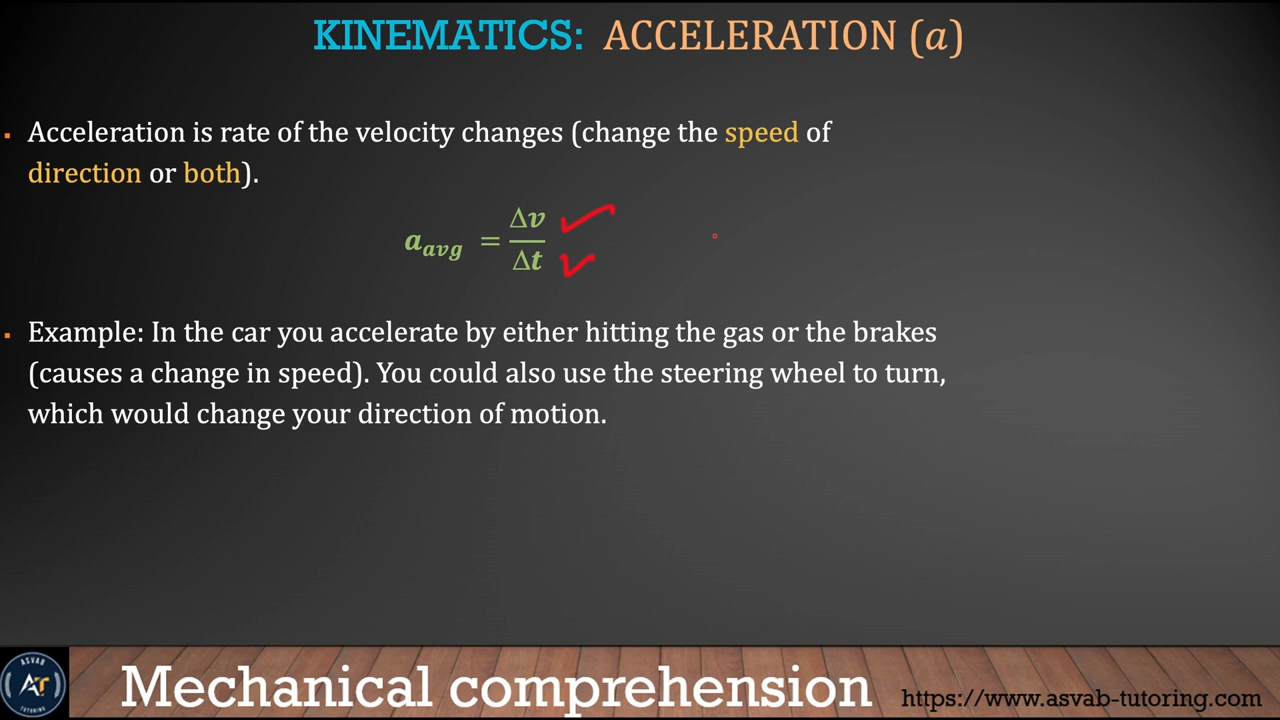 KINEMATICS: ACCELERATION (a)
▪ Acceleration is rate of the velocity changes (change the speed of
direction or both).
a_avg = Δv/Δt
▪ Example: In the car you accelerate by either hitting the gas or the brakes
(causes a change in speed). You could also use the steering wheel to turn,
which would change your direction of motion.
ASVAB
AT
TUTORING
Mechanical comprehension
https://www.asvab-tutoring.com